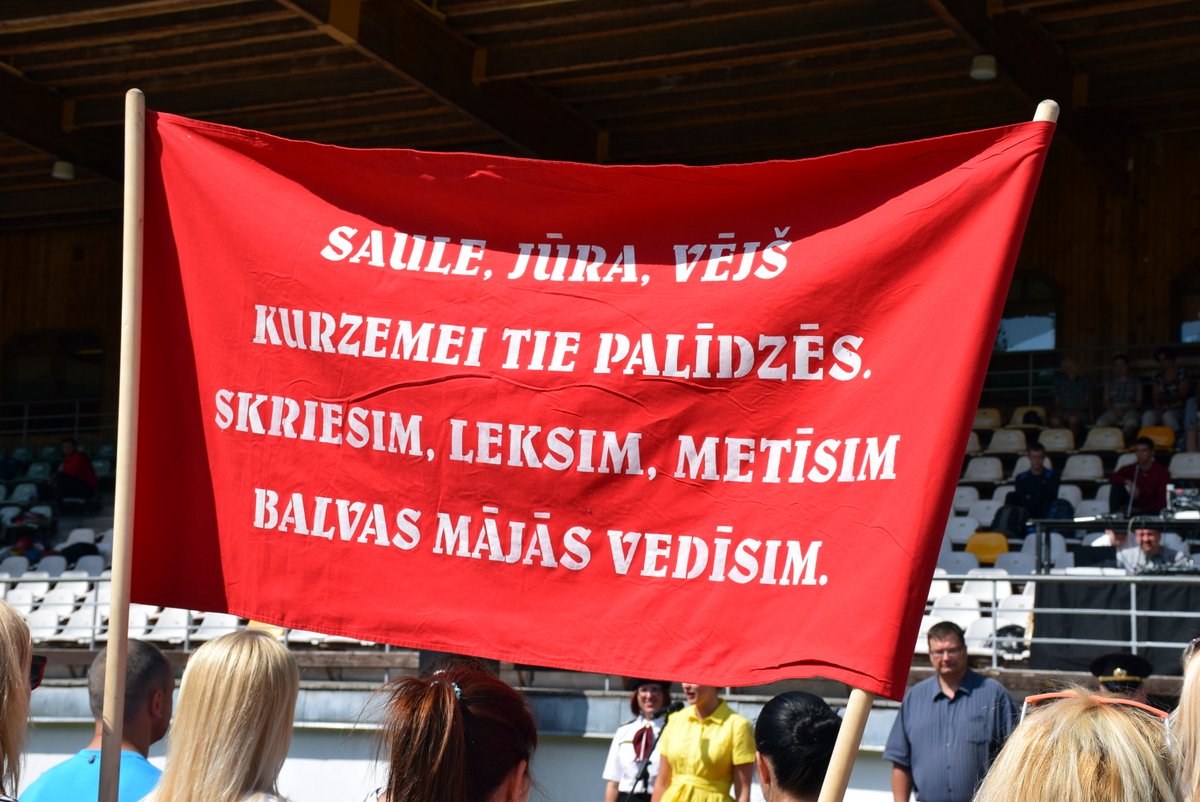 SAULE, JŪRA, VĒJŠ
KURZEMEI TIE PALĪDZĒS.
SKRIESIM, LEKSIM, METĪSIM
BALVAS MĀJĀS VEDĪSIM.